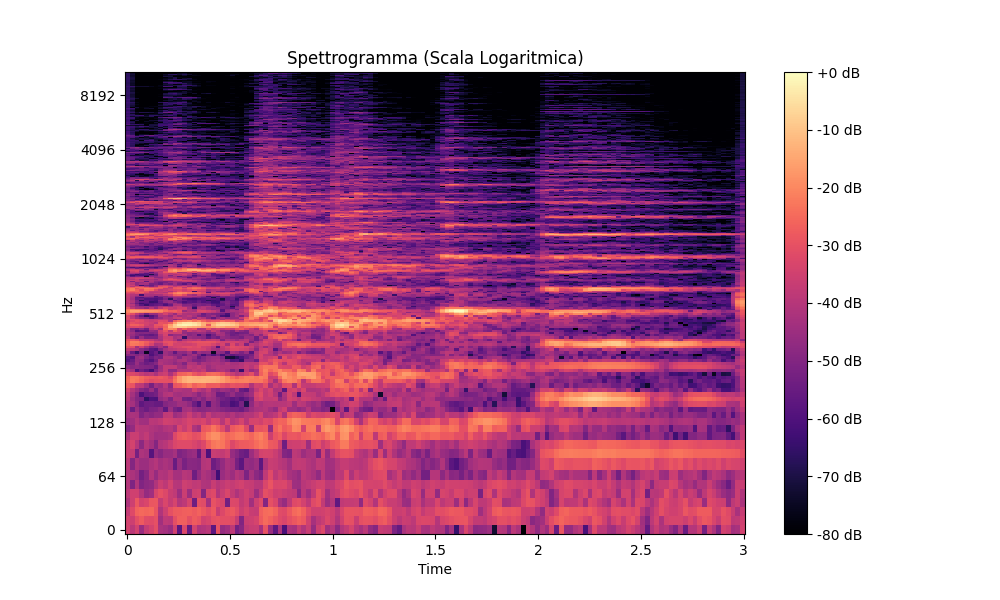 Spettrogramma (Scala Logaritmica)
Hz
8192
4096
2048
1024
512
256
128
64
0
0 0.5 1 1.5 2 2.5 3
Time
+0 dB
-10 dB
-20 dB
-30 dB
-40 dB
-50 dB
-60 dB
-70 dB
-80 dB